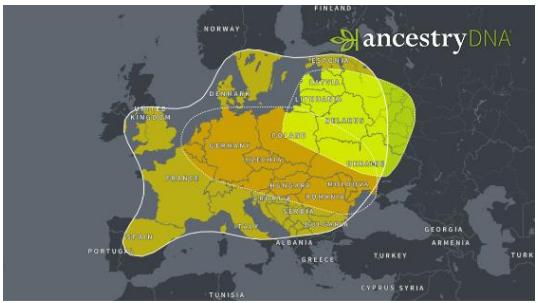 FINLAND
NORWAY
ancestryDNA
ESTONIA
LATVIA
DENMARK
LITHUANIA
UNITED
KINGDOM
BELARUS
POLAND
GERMANY
CZECHIA
UKRAINE
FRANCE
HUNGARY
MOLDOVA
ROMANIA
SERBIA
BULGARIA
SPAIN
ITALY
PORTUGAL
ALBANIA
GREECE
TURKEY
GEORGIA
ARMENIA
TURK
CYPRUS
SYRIA
TUNISIA